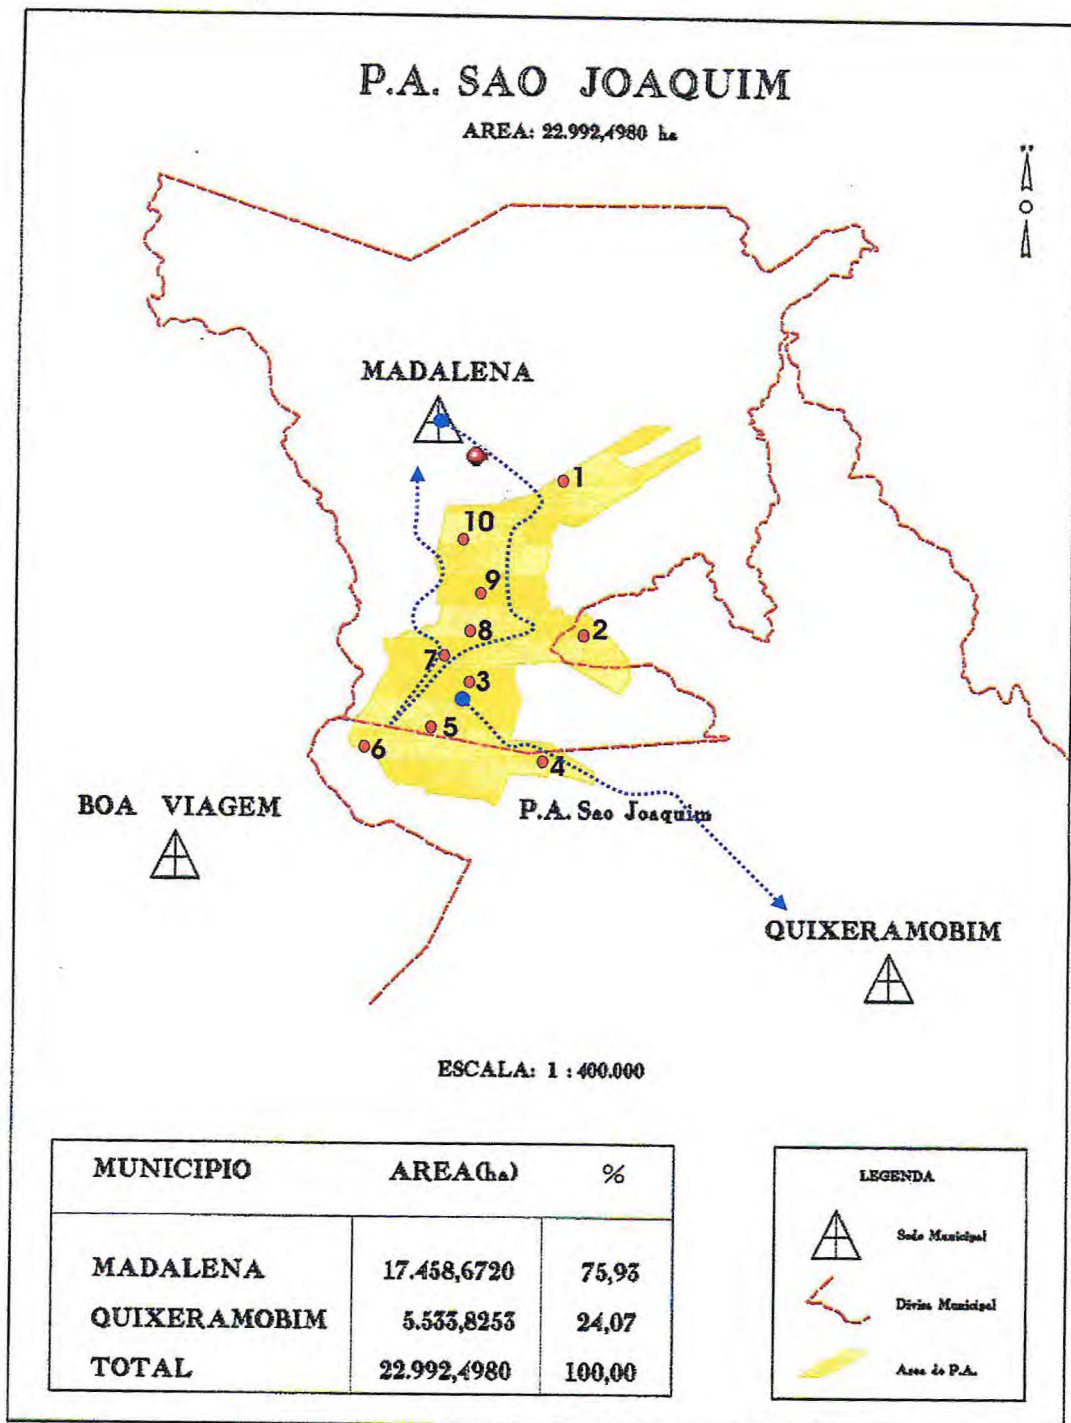 P.A. SAO JOAQUIM
AREA: 22.992,4980 ha
MADALENA
1
10
9
8
2
7
3
5
6
4
BOA VIAGEM
P.A. Sao Joaquim
QUIXERAMOBIM
ESCALA: 1 : 400.000
MUNICIPIO AREA(ha) %
MADALENA 17.458,6720 75,93
QUIXERAMOBIM 5.533,8253 24,07
TOTAL 22.992,4980 100,00
LEGENDA
Sede Municipal
Divisa Municipal
Area do P.A.